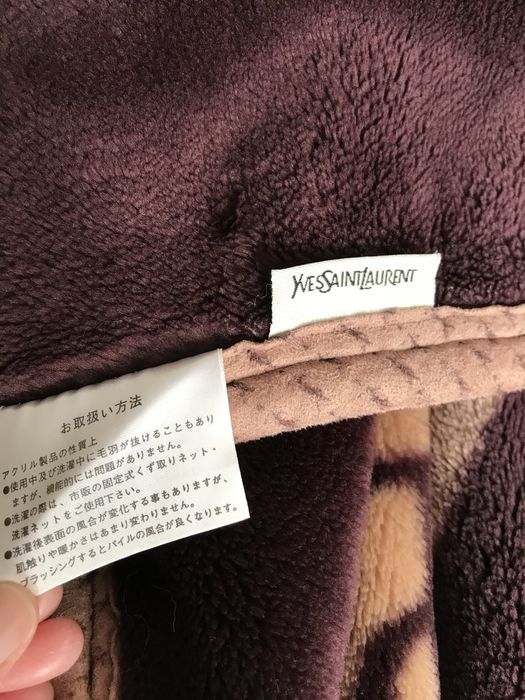 YVESSAINTLAURENT
お取扱い方法
アクリル製品の性質上
●使用中及び洗濯中に毛羽が抜けることもあり
ますが、機能的には問題がありません。
●洗濯の際は、市販の固定式くず取りネット・
洗濯ネットをご使用下さい。
●洗濯後表面の風合が変化する事もありますが、
肌触りや暖かさはあまり変わりません。
ブラッシングするとパイルの風合が良くなります。